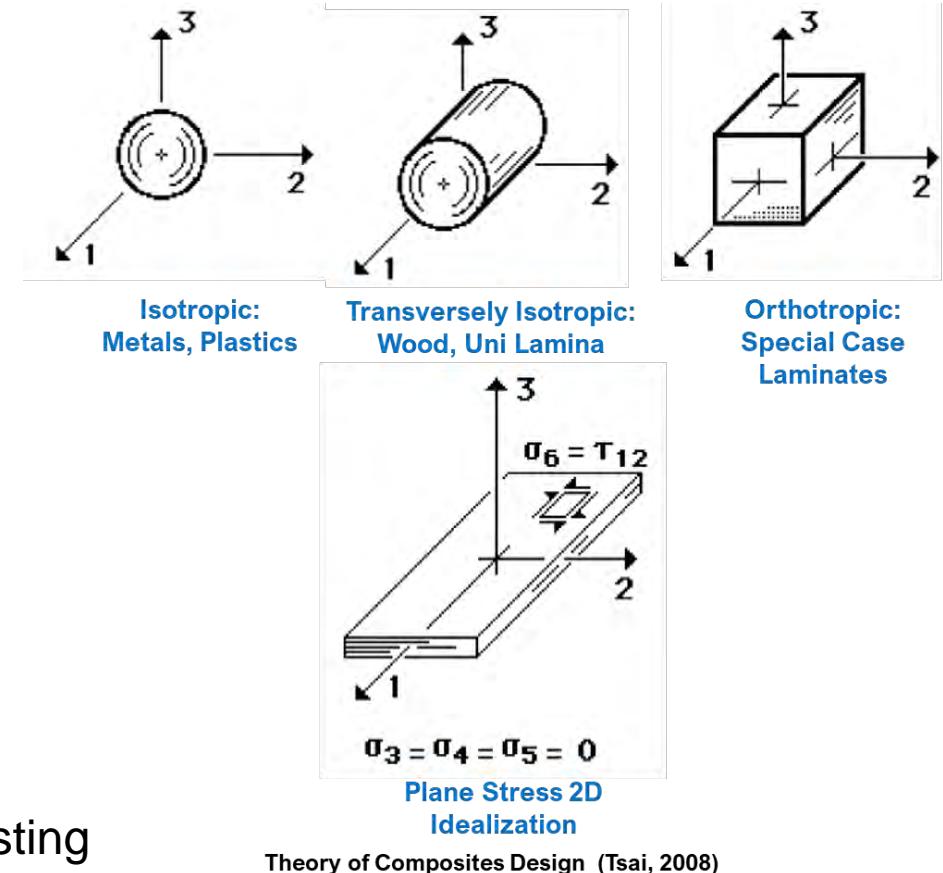 3
2
1
3
2
1
3
2
1
Isotropic:
Metals, Plastics
Transversely Isotropic:
Wood, Uni Lamina
Orthotropic:
Special Case
Laminates
3
σ6 = τ12
2
1
σ3 = σ4 = σ5 = 0
Plane Stress 2D
Idealization
sting
Theory of Composites Design (Tsai, 2008)